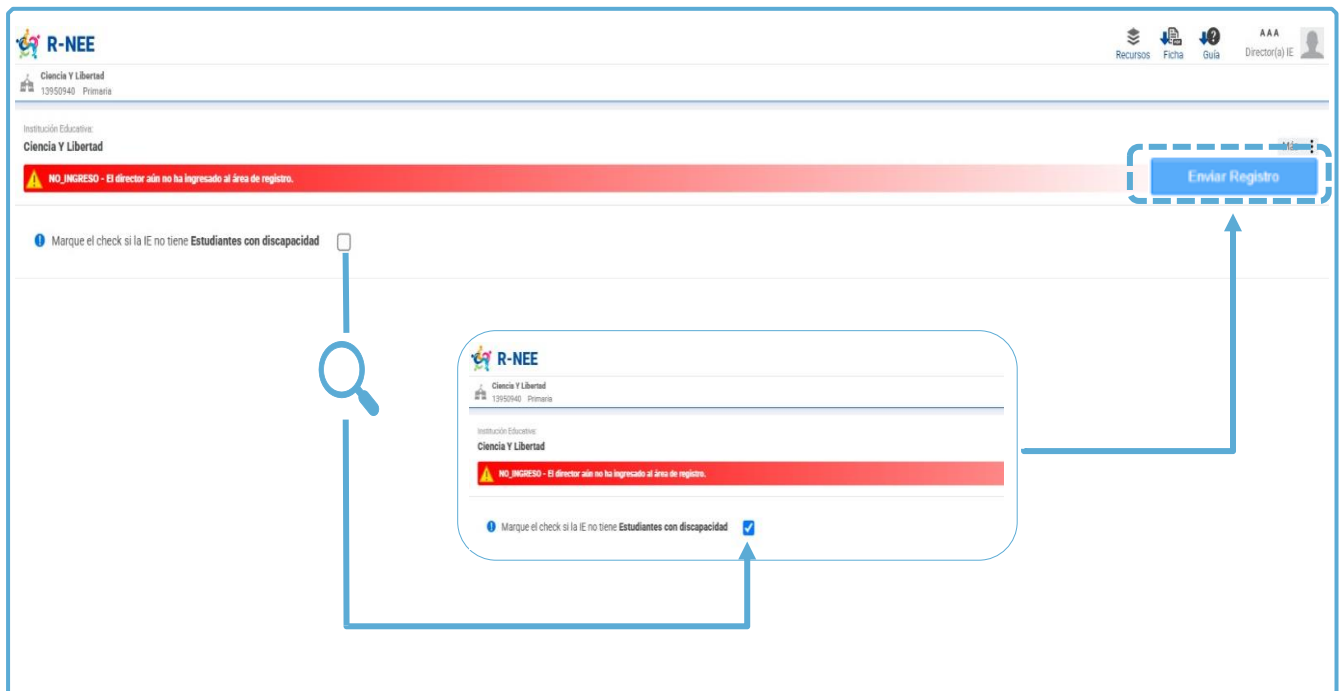 R-NEE
Recursos Ficha Guía
A A A
Director(a) IE
Ciencia Y Libertad
13950940 Primaria
Institución Educativa:
Ciencia Y Libertad
Más
NO_INGRESO - El director aún no ha ingresado al área de registro.
Enviar Registro
Marque el check si la IE no tiene Estudiantes con discapacidad
R-NEE
Ciencia Y Libertad
13950940 Primaria
Institución Educativa:
Ciencia Y Libertad
NO_INGRESO - El director aún no ha ingresado al área de registro.
Marque el check si la IE no tiene Estudiantes con discapacidad